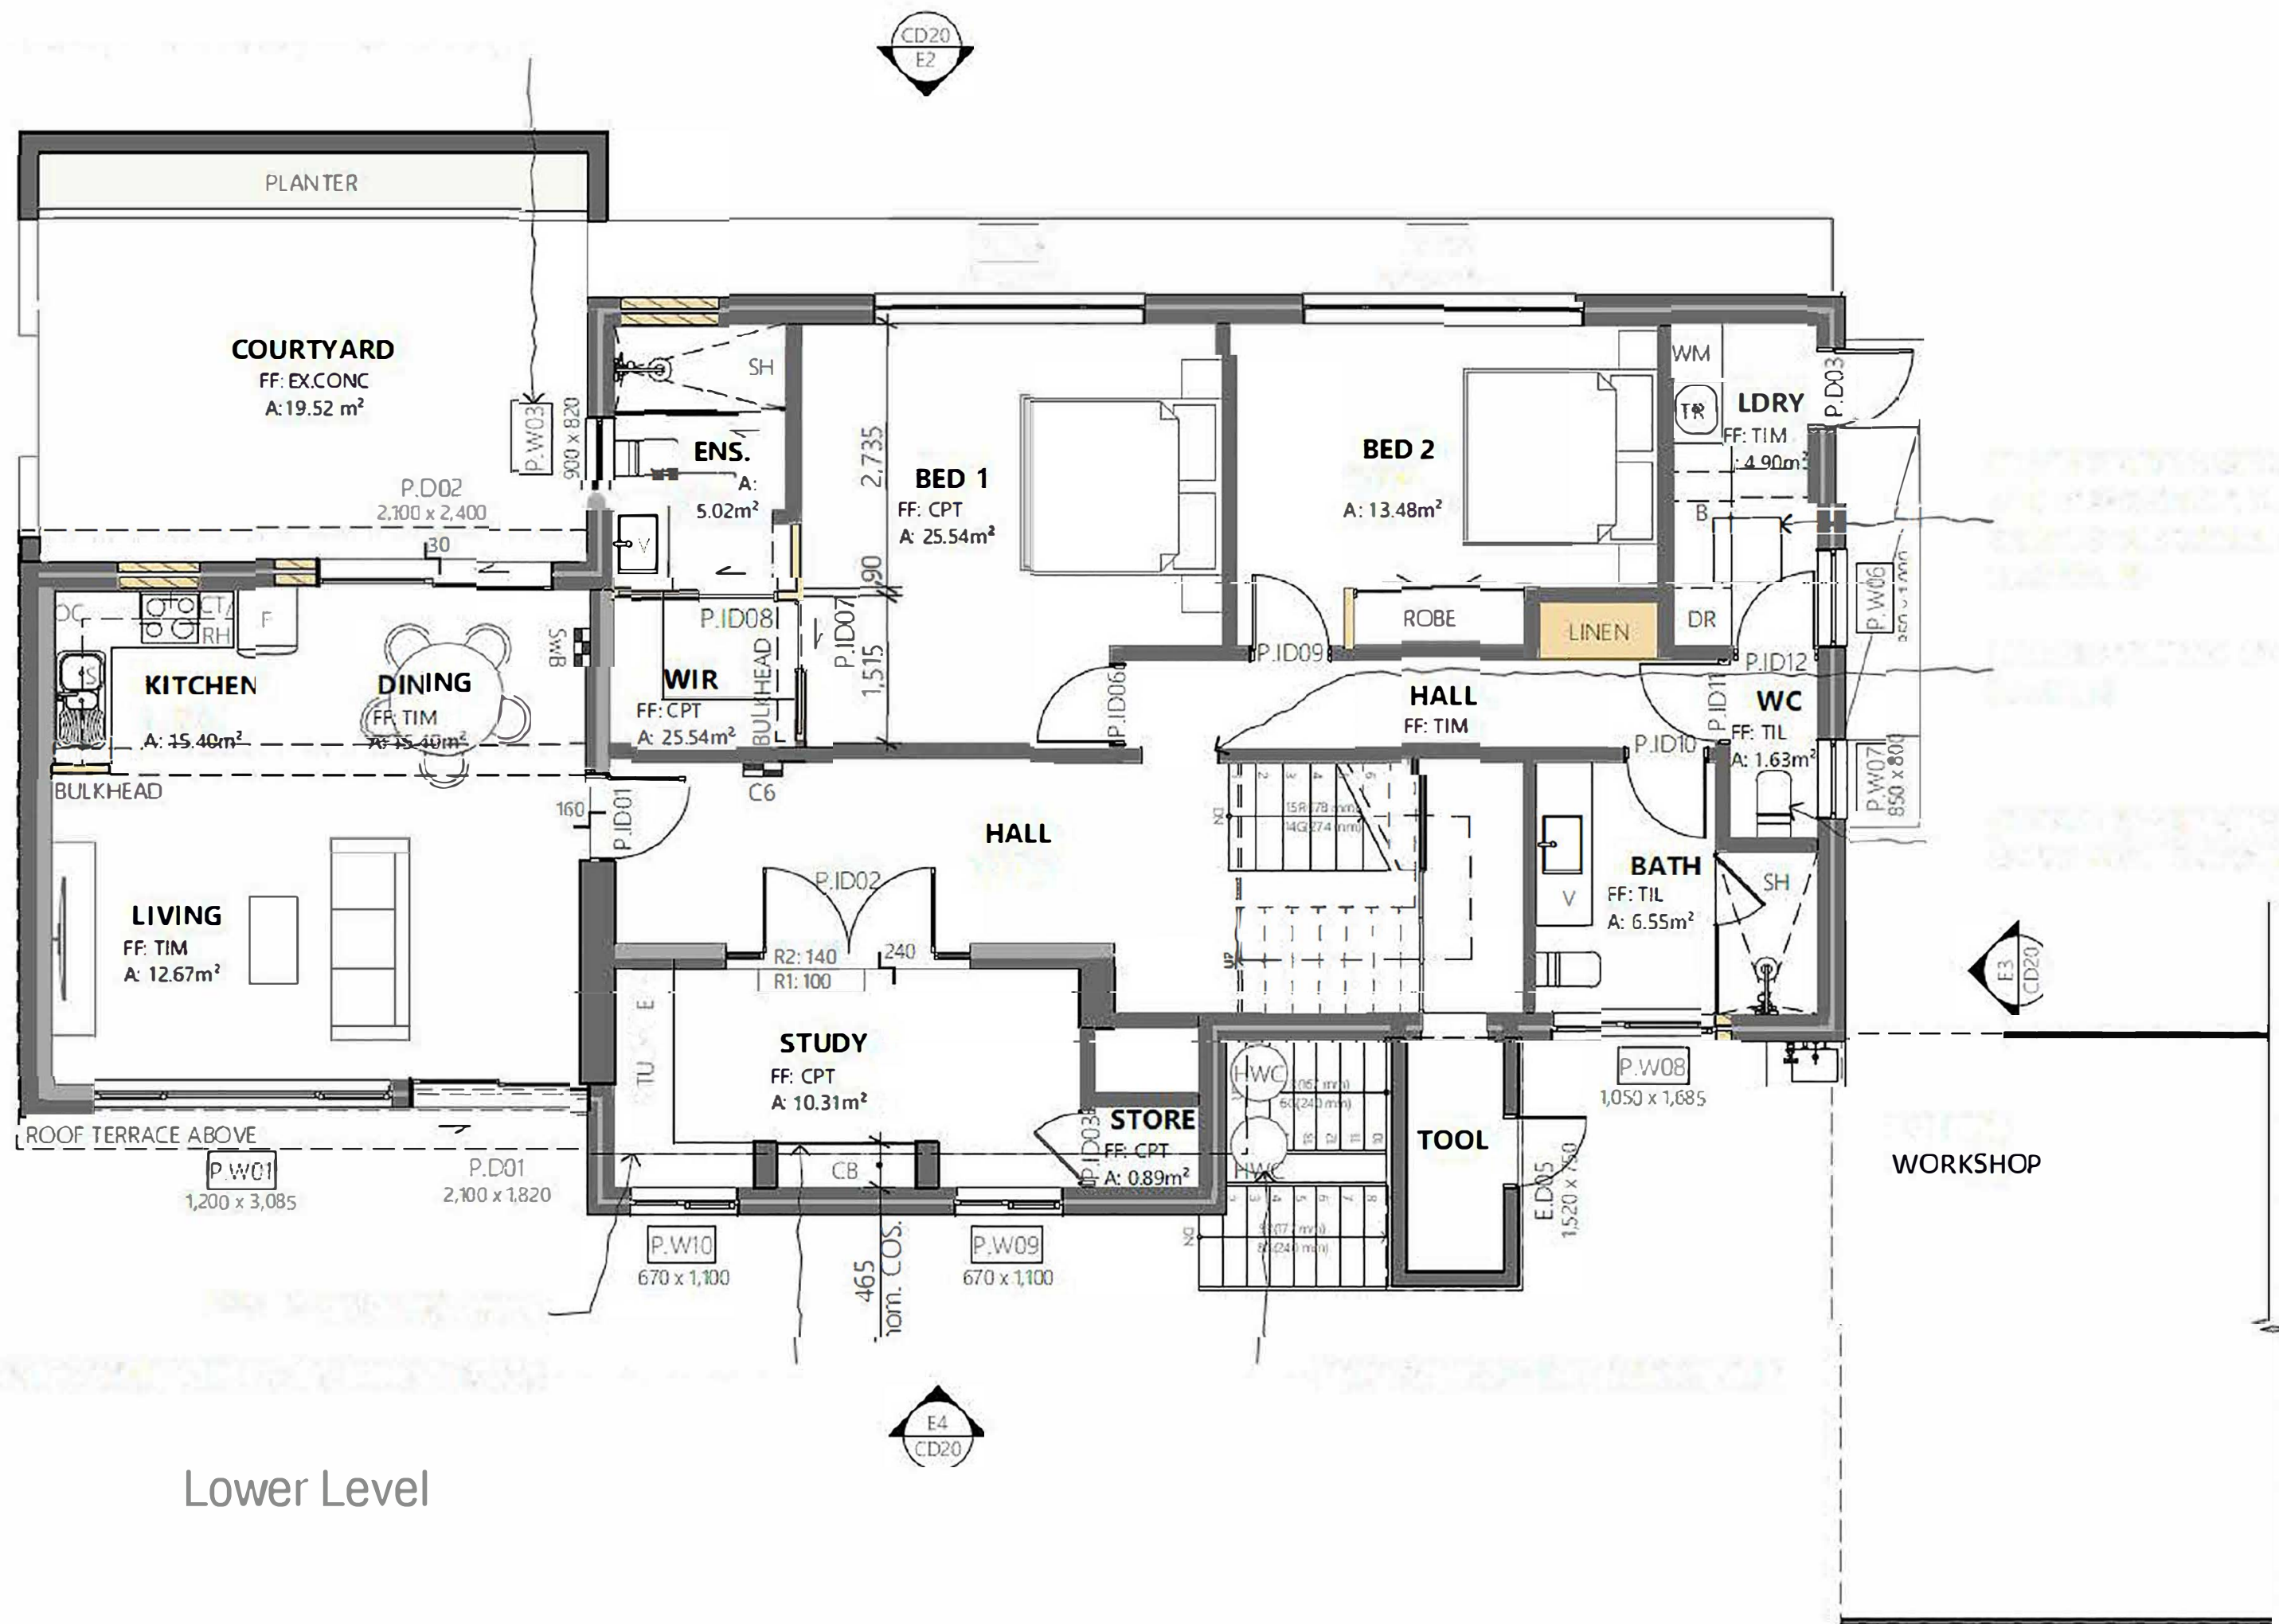 CD20
E2
PLANTER
COURTYARD
FF: EX.CONC
A:19.52 m²
P.W03
900 x 820
P.D02
2,100 x 2,400
30
SH
ENS.
A:
5.02m²
V
2,735
90
1,515
BED 1
FF: CPT
A: 25.54m²
BED 2
A: 13.48m²
WM
TR
LDRY
FF: TIM
4.90m²
P.D03
B
DR
F
S
KITCHEN
A: 15.40m²
DINING
FF: TIM
A: 15.40m²
SWB
BULKHEAD
P.ID08
P.ID07
WIR
FF: CPT
A: 25.54m²
BULKHEAD
P.ID06
P.ID09
ROBE
LINEN
HALL
FF: TIM
P.ID11
P.ID12
P.ID10
WC
FF: TIL
A: 1.63m²
P.W06
P.W07
850 x 800
160
P.ID01
C6
HALL
P.ID02
R2: 140
R1: 100
240
LIVING
FF: TIM
A: 12.67m²
DN
UP
BATH
FF: TIL
A: 6.55m²
V
SH
E3
CD20
STUDY
FF: CPT
A: 10.31m²
CB
P.ID03
STORE
FF: CPT
A: 0.89m²
HWC
HWC
DN
TOOL
E.D05
1,520 x 750
P.W08
1,050 x 1,685
WORKSHOP
ROOF TERRACE ABOVE
P.W01
1,200 x 3,085
P.D01
2,100 x 1,820
P.W10
670 x 1,100
465
P.W09
670 x 1,100
E4
CD20
Lower Level